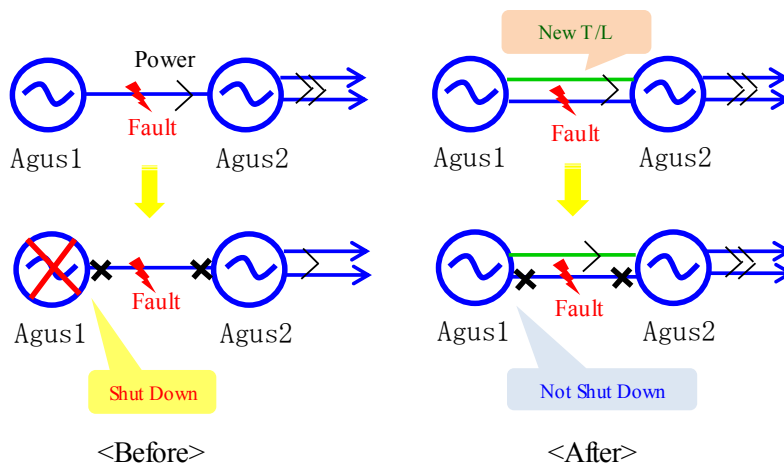 Power
Fault
Agus1
Agus2
Fault
Agus1
Agus2
Shut Down
<Before>
New T/L
Fault
Agus1
Agus2
Fault
Agus1
Agus2
Not Shut Down
<After>